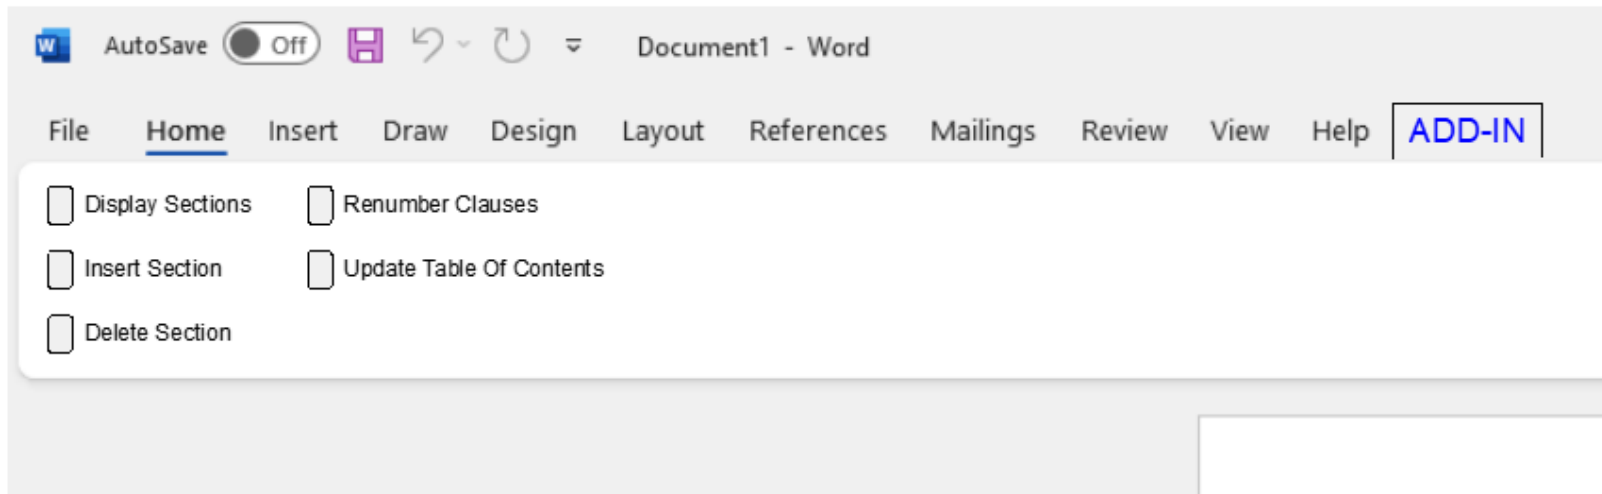 W AutoSave Off Document1 - Word
File Home Insert Draw Design Layout References Mailings Review View Help ADD-IN
Display Sections Renumber Clauses
Insert Section Update Table Of Contents
Delete Section